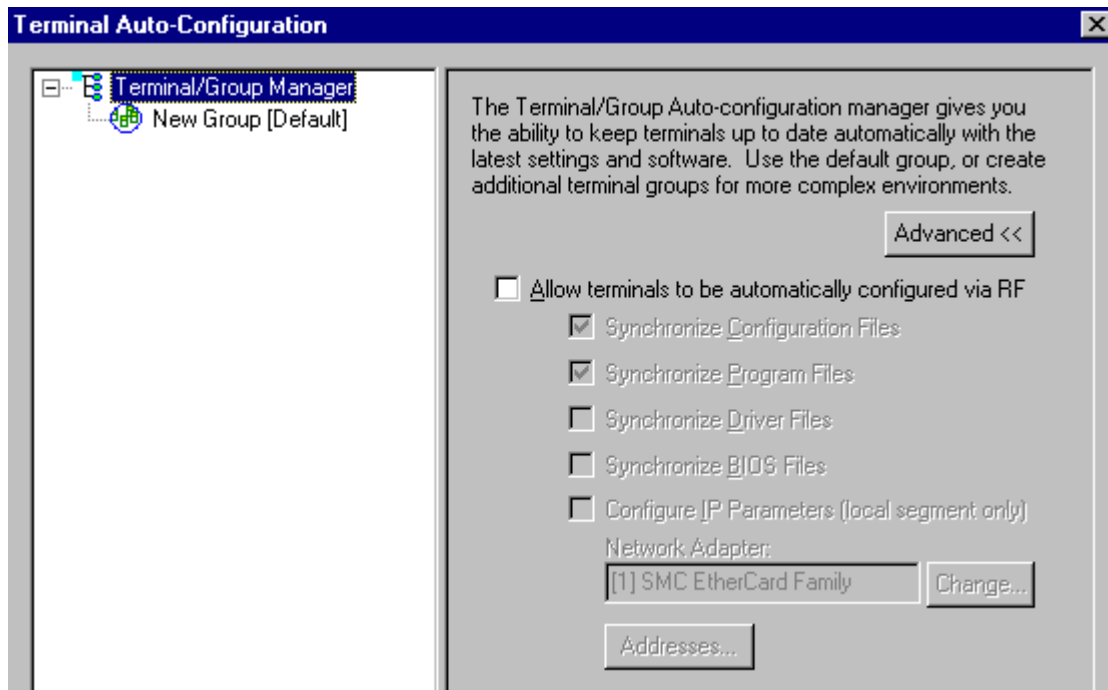 Terminal Auto-Configuration
Terminal/Group Manager
New Group [Default]
The Terminal/Group Auto-configuration manager gives you
the ability to keep terminals up to date automatically with the
latest settings and software.  Use the default group, or create
additional terminal groups for more complex environments.
Advanced <<
Allow terminals to be automatically configured via RF
Synchronize Configuration Files
Synchronize Program Files
Synchronize Driver Files
Synchronize BIOS Files
Configure IP Parameters (local segment only)
Network Adapter:
[1] SMC EtherCard Family
Change...
Addresses...